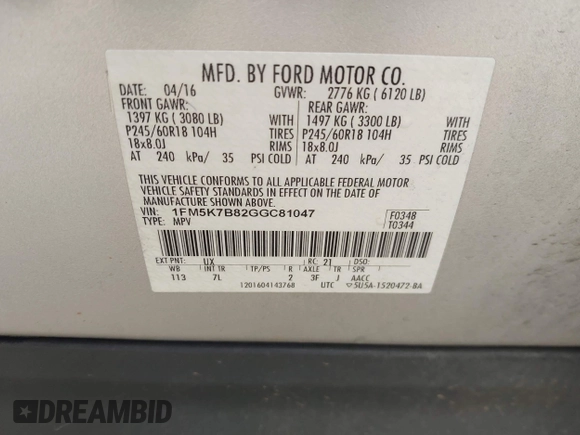 MFD. BY FORD MOTOR CO.
DATE: 04/16 GVWR: 2776 KG ( 6120 LB)
FRONT GAWR: REAR GAWR:
1397 KG ( 3080 LB) WITH 1497 KG ( 3300 LB) WITH
P245/60R18 104H TIRES P245/60R18 104H TIRES
18x8.0J RIMS 18x8.0J RIMS
AT 240 kPa/ 35 PSI COLD AT 240 kPa/ 35 PSI COLD
THIS VEHICLE CONFORMS TO ALL APPLICABLE FEDERAL MOTOR
VEHICLE SAFETY STANDARDS IN EFFECT ON THE DATE OF
MANUFACTURE SHOWN ABOVE.
VIN: 1FM5K7B82GGC81047 F0348
TYPE: MPV T0344
EXT PNT: UX RC: 21 DSO:
WB INT TR TP/PS R AXLE TR SPR
113 7L 2 3F J AACC
1201604143768 UTC 5U5A-1520472-BA
DREAMBID